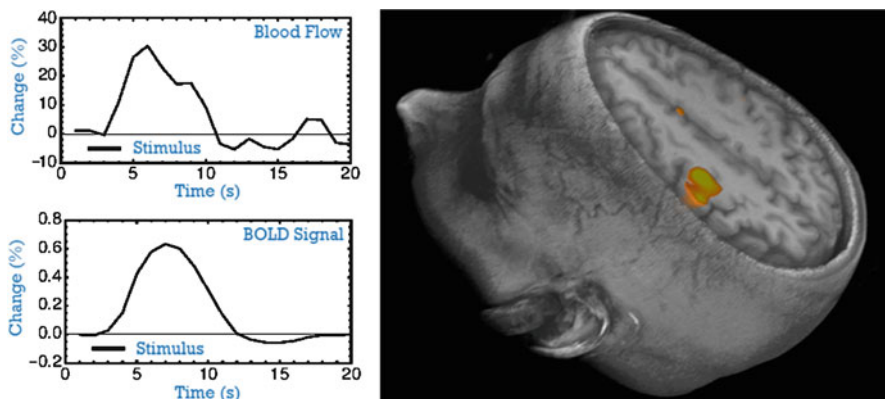 40
Blood Flow
30
20
10
0
-10
Change (%)
Stimulus
0 5 10 15 20
Time (s)
0.8
BOLD Signal
0.6
0.4
0.2
0.0
-0.2
Change (%)
Stimulus
0 5 10 15 20
Time (s)